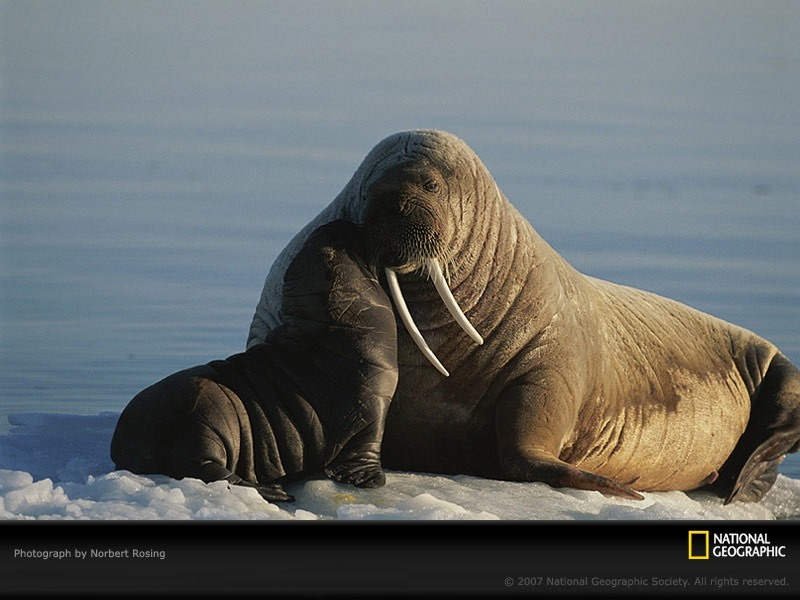 Photograph by Norbert Rosing
NATIONAL
GEOGRAPHIC
© 2007 National Geographic Society. All rights reserved.